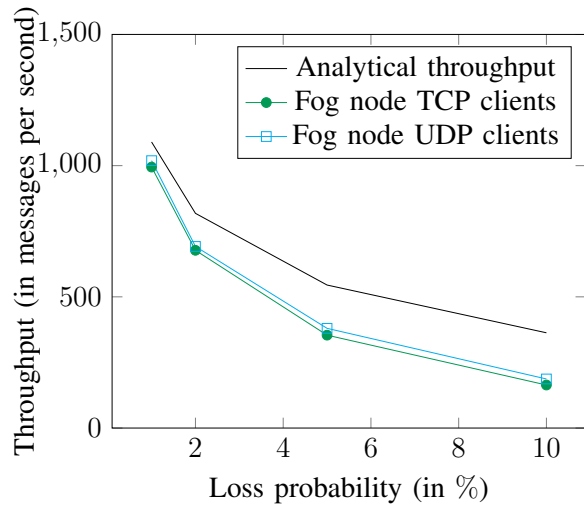 1,500
1,000
500
0
Throughput (in messages per second)
Analytical throughput
Fog node TCP clients
Fog node UDP clients
2 4 6 8 10
Loss probability (in %)